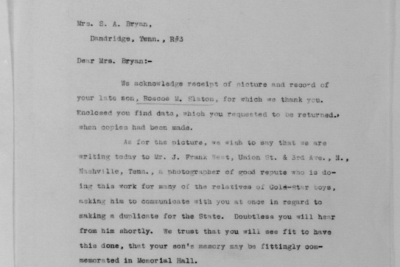 Mrs. E. A. Bryan,
Dandridge, Tenn., R#3
Dear Mrs. Bryan:-
We acknowledge receipt of picture and record of
your late son, Roscoe M. Elston, for which we thank you.
Enclosed you find data, which you requested to be returned,
when copies had been made.
As for the picture, we wish to say that we are
writing today to Mr. J. Frank West, Union St. & 3rd Ave., S.,
Nashville, Tenn., a photographer of good repute who is do-
ing this work for many of the relatives of Gold-Star boys,
asking him to communicate with you at once in regard to
making a duplicate for the State. Doubtless you will hear
from him shortly. We trust that you will see fit to have
this done, that your son's memory may be fittingly com-
memorated in Memorial Hall.